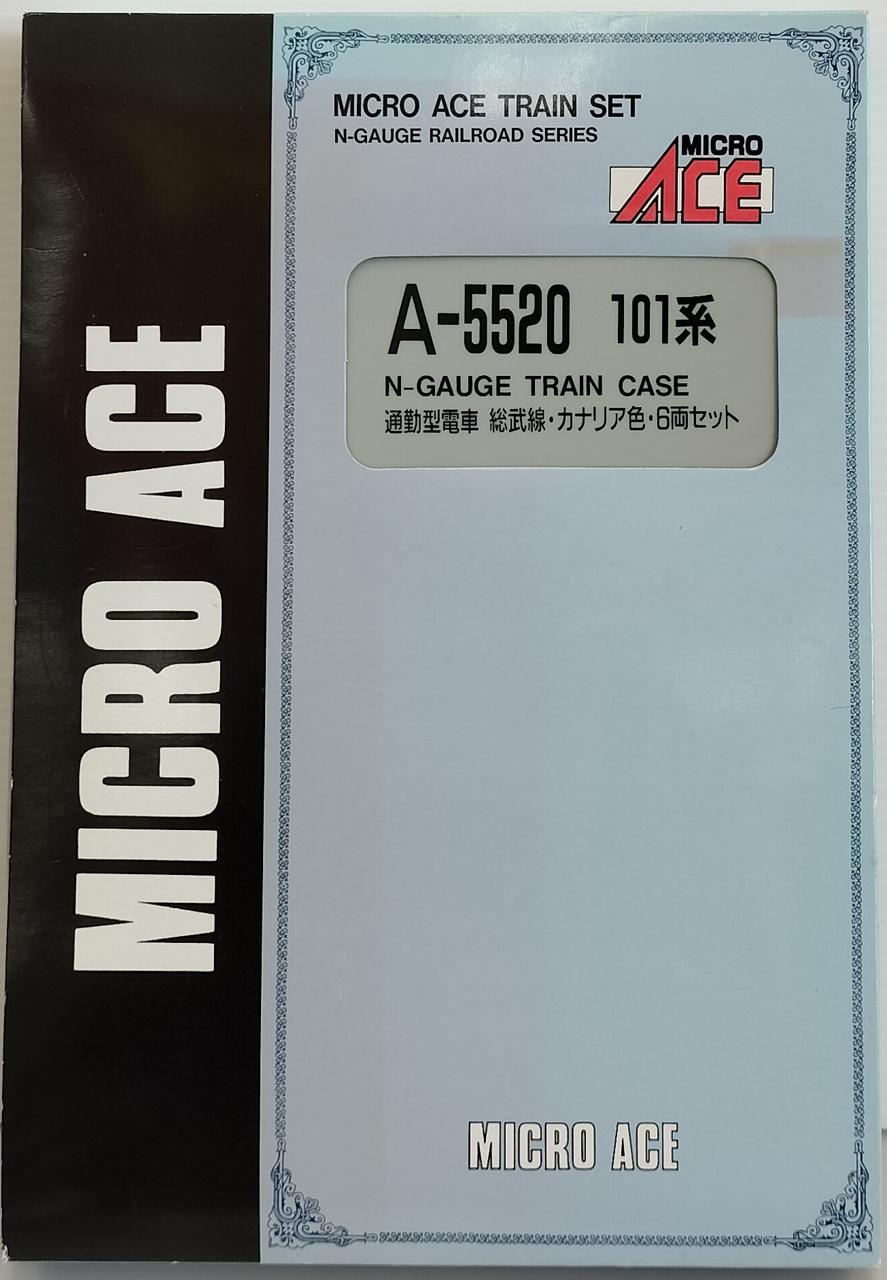 MICRO ACE
MICRO ACE TRAIN SET
N-GAUGE RAILROAD SERIES
MICRO
ACE
A-5520 101系
N-GAUGE TRAIN CASE
通勤型電車 総武線・カナリア色・6両セット
MICRO ACE